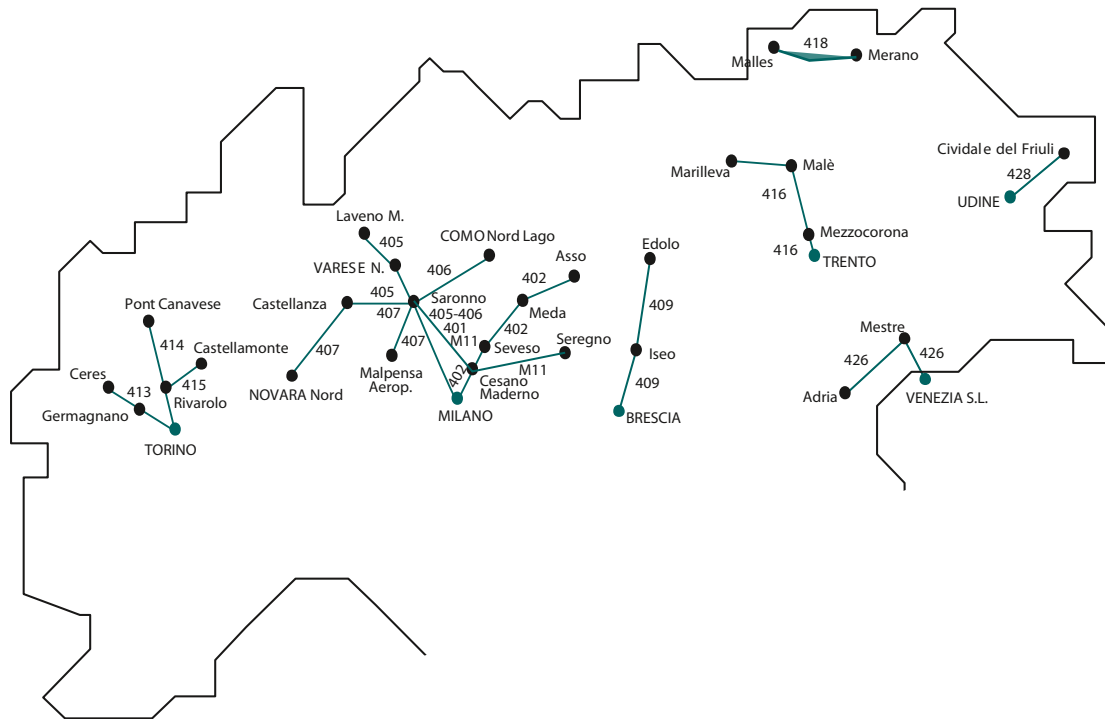 418
Malles
Merano
Cividale del Friuli
428
UDINE
Marilleva
Malè
416
Mezzocorona
416
TRENTO
Laveno M.
405
VARESE N.
COMO Nord Lago
406
Asso
402
Edolo
409
Iseo
409
BRESCIA
Pont Canavese
414
Castellamonte
Ceres
413
415
Rivarolo
Germagnano
TORINO
Castellanza
405
407
407
NOVARA Nord
Saronno
405-406
401
M11
407
Malpensa
Aerop.
Meda
402
Seveso
Seregno
M11
402
Cesano
Maderno
MILANO
Mestre
426
426
Adria
VENEZIA S.L.